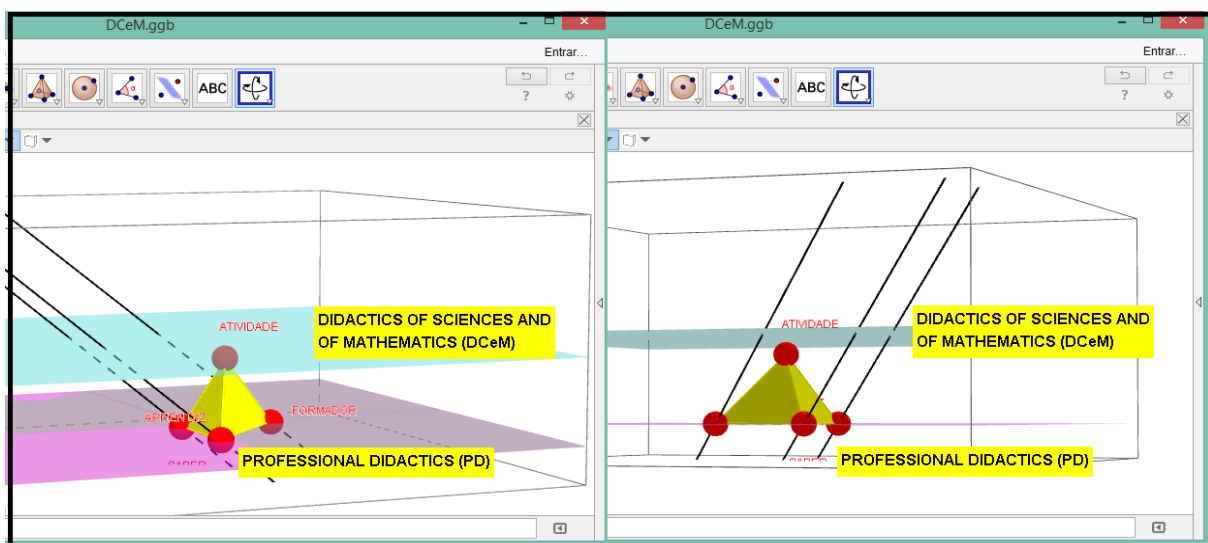 DCeM.ggb
Entrar...
ABC
?
ATIVIDADE
DIDACTICS OF SCIENCES AND
OF MATHEMATICS (DCeM)
APRENDIZ
FORMADOR
PROFESSIONAL DIDACTICS (PD)
DCeM.ggb
Entrar...
ABC
?
ATIVIDADE
DIDACTICS OF SCIENCES AND
OF MATHEMATICS (DCeM)
PROFESSIONAL DIDACTICS (PD)